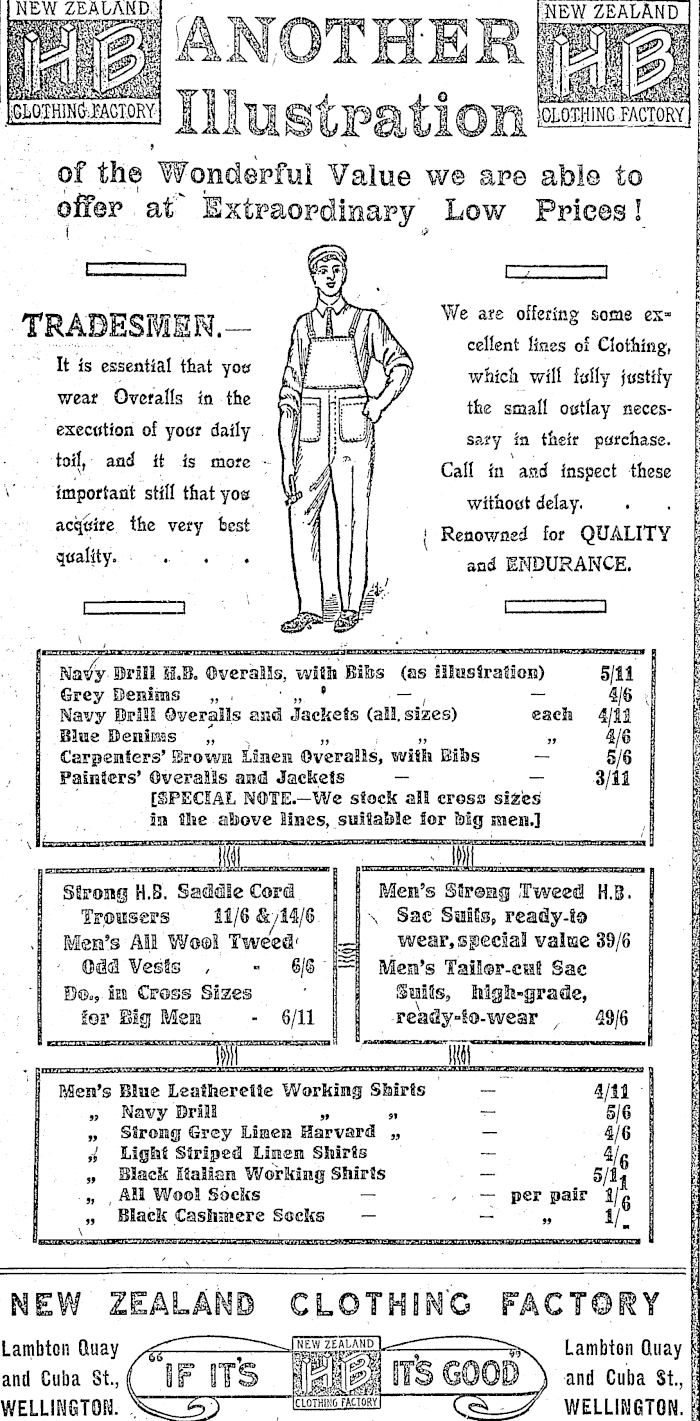 NEW ZEALAND
HB
CLOTHING FACTORY
ANOTHER
Illustration
NEW ZEALAND
HB
CLOTHING FACTORY
of the Wonderful Value we are able to
offer at Extraordinary Low Prices!
TRADESMEN.—
It is essential that you
wear Overalls in the
execution of your daily
toil, and it is more
important still that you
acquire the very best
quality. . . .
We are offering some ex-
cellent lines of Clothing,
which will fully justify
the small outlay neces-
sary in their purchase.
Call in and inspect these
without delay. . .
Renowned for QUALITY
and ENDURANCE.
Navy Drill H.B. Overalls, with Bibs (as illustration) 5/11
Grey Denims „ „ — — 4/6
Navy Drill Overalls and Jackets (all sizes) each 4/11
Blue Denims „ „ „ „ 4/6
Carpenters' Brown Linen Overalls, with Bibs — 5/6
Painters' Overalls and Jackets — — 3/11
[SPECIAL NOTE.—We stock all cross sizes
in the above lines, suitable for big men.]
Strong H.B. Saddle Cord
Trousers 11/6 & 14/6
Men's All Wool Tweed
Odd Vests - 6/6
Do., in Cross Sizes
for Big Men - 6/11
Men's Strong Tweed H.B.
Sac Suits, ready-to
wear, special value 39/6
Men's Tailor-cut Sac
Suits, high-grade,
ready-to-wear 49/6
Men's Blue Leatherette Working Shirts — 4/11
„ Navy Drill „ „ — 5/6
„ Strong Grey Linen Harvard „ — 4/6
„ Light Striped Linen Shirts — 4/6
„ Black Italian Working Shirts — 5/11
„ All Wool Socks — — per pair 1/6
„ Black Cashmere Socks — — „ 1/-
NEW ZEALAND CLOTHING FACTORY
Lambton Quay
and Cuba St.,
WELLINGTON.
"IF IT'S
NEW ZEALAND
HB
CLOTHING FACTORY
IT'S GOOD"
Lambton Quay
and Cuba St.,
WELLINGTON.